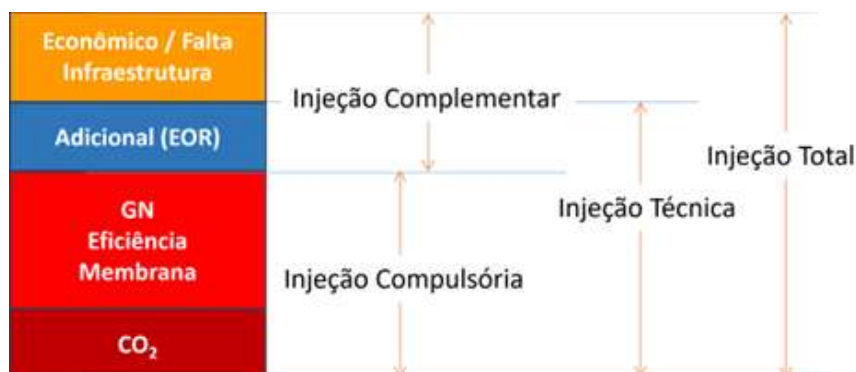 Econômico / Falta
Infraestrutura
Adicional (EOR)
GN
Eficiência
Membrana
CO₂
Injeção Complementar
Injeção Compulsória
Injeção Técnica
Injeção Total